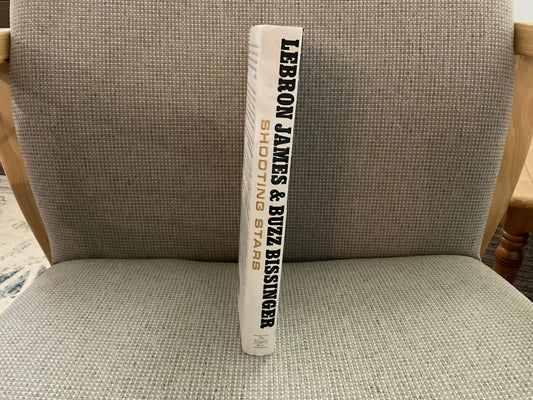 LEBRON JAMES & BUZZ BISSINGER
SHOOTING STARS